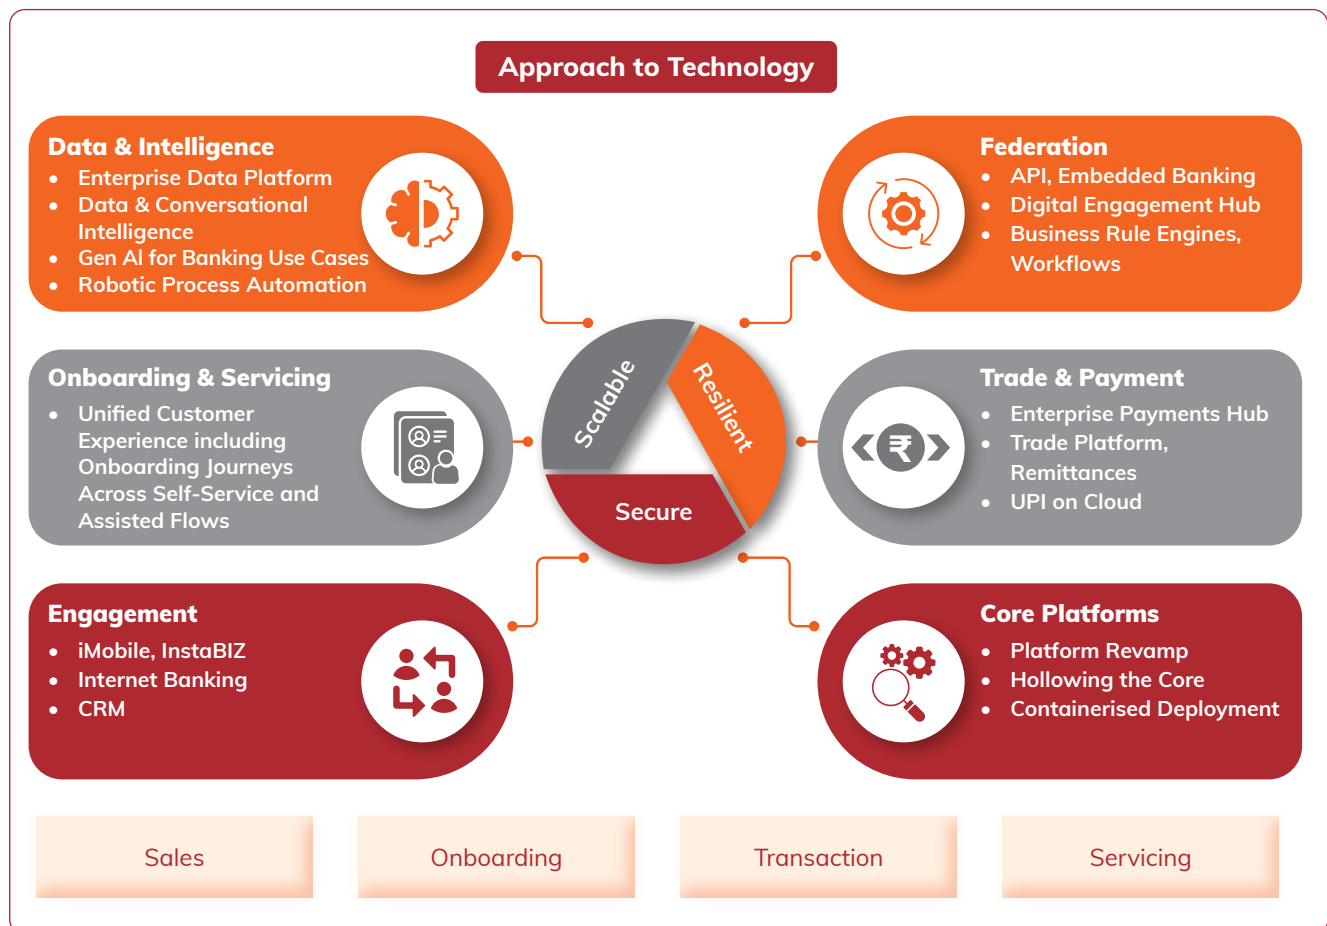 Approach to Technology
Data & Intelligence
• Enterprise Data Platform
• Data & Conversational
Intelligence
• Gen AI for Banking Use Cases
• Robotic Process Automation
Onboarding & Servicing
• Unified Customer
Experience including
Onboarding Journeys
Across Self-Service and
Assisted Flows
Engagement
• iMobile, InstaBIZ
• Internet Banking
• CRM
Scalable
Resilient
Secure
Federation
• API, Embedded Banking
• Digital Engagement Hub
• Business Rule Engines,
Workflows
Trade & Payment
₹
• Enterprise Payments Hub
• Trade Platform,
Remittances
• UPI on Cloud
Core Platforms
• Platform Revamp
• Hollowing the Core
• Containerised Deployment
Sales
Onboarding
Transaction
Servicing